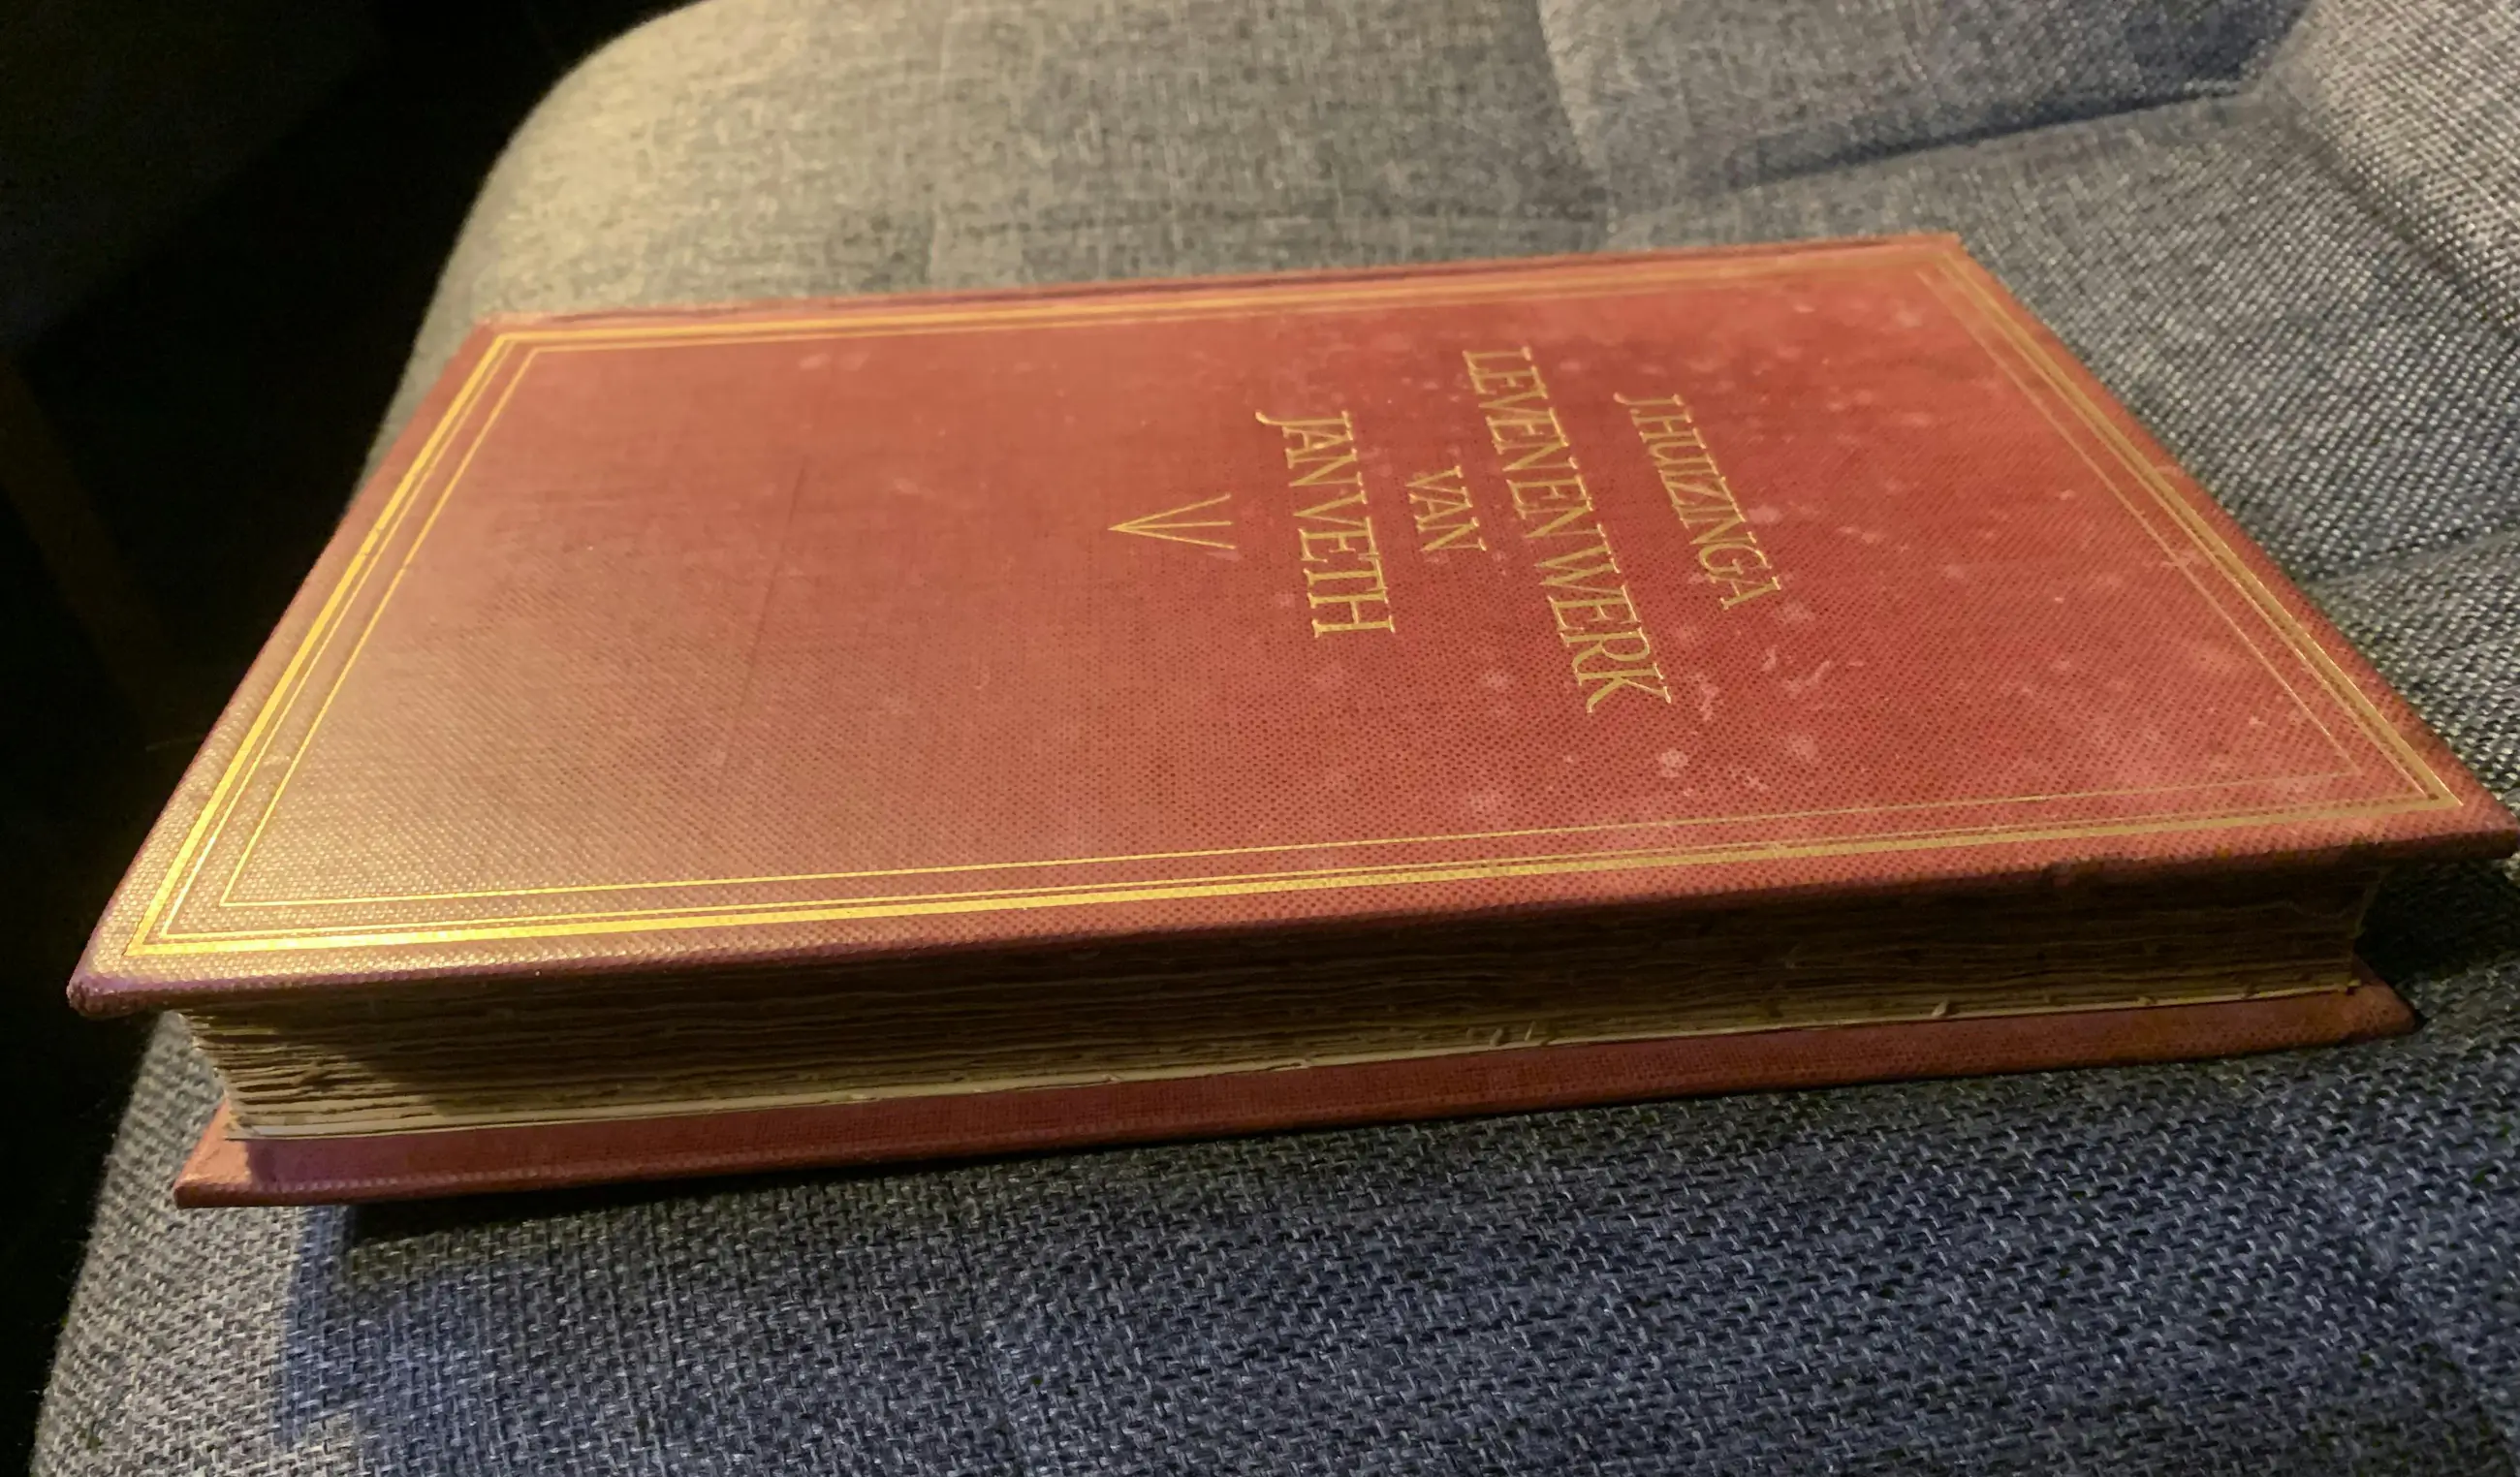 J. HUIZINGA
LEVEN EN WERK
VAN
JAN VETH